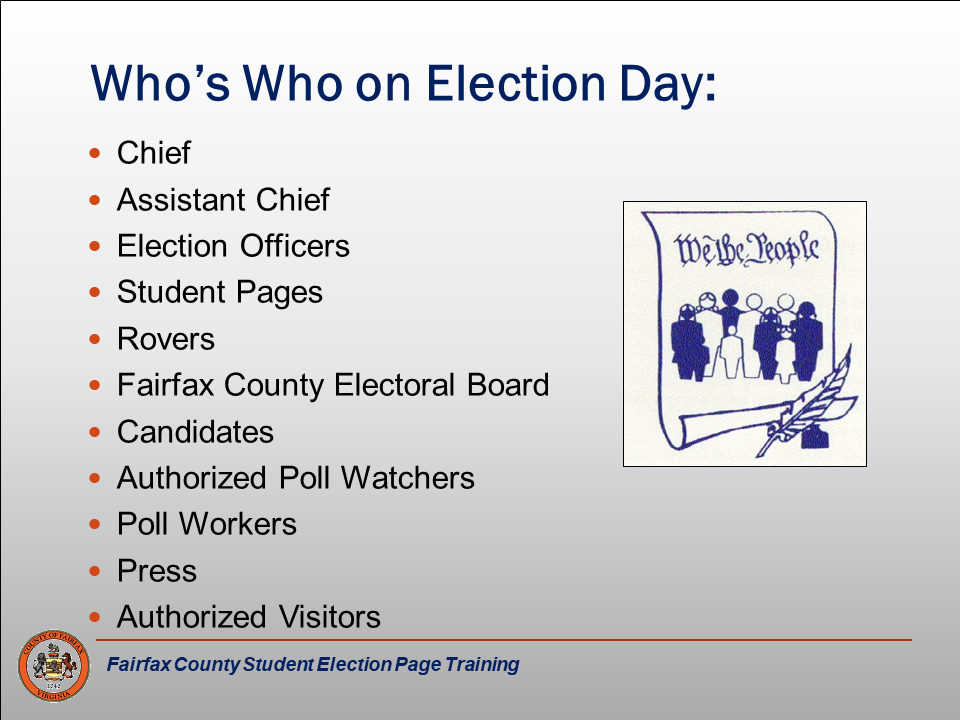 Who’s Who on Election Day:
Chief
Assistant Chief
Election Officers
Student Pages
Rovers
Fairfax County Electoral Board
Candidates
Authorized Poll Watchers
Poll Workers
Press
Authorized Visitors
We the People
COUNTY OF FAIRFAX
1742
VIRGINIA
Fairfax County Student Election Page Training